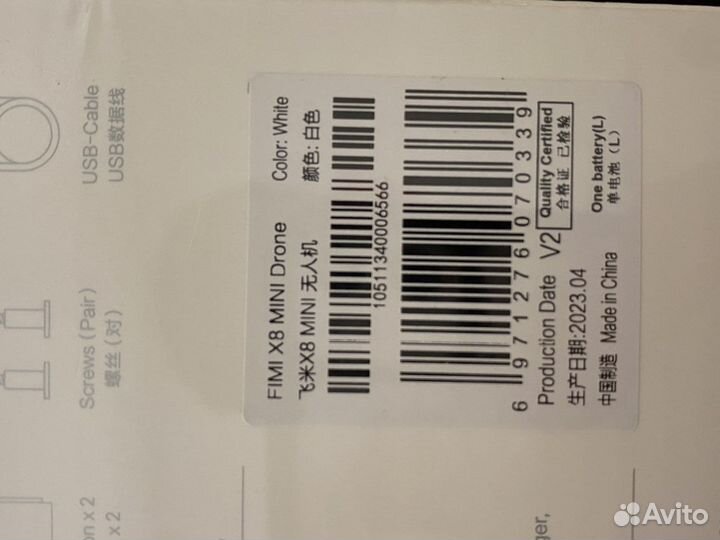 USB-Cable
USB数据线
Screws (Pair)
螺丝 (对)
on x 2
x 2
FIMI X8 MINI Drone
Color: White
飞米X8 MINI 无人机
颜色: 白色
10511340006566
6971276070339
Production Date V2
生产日期:2023.04
中国制造 Made in China
Quality Certified
合格证 已检验
One battery(L)
单电池 (L)
ger,
Avito